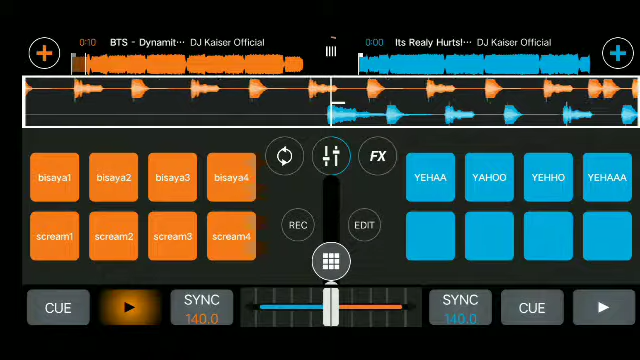 0:10 BTS - Dynamit··· DJ Kaiser Official
0:00 Its Realy Hurts!··· DJ Kaiser Official
FX
bisaya1 bisaya2 bisaya3 bisaya4
YEHAA YAHOO YEHHO YEHAAA
scream1 scream2 scream3 scream4
REC EDIT
CUE SYNC 140.0
SYNC 140.0 CUE